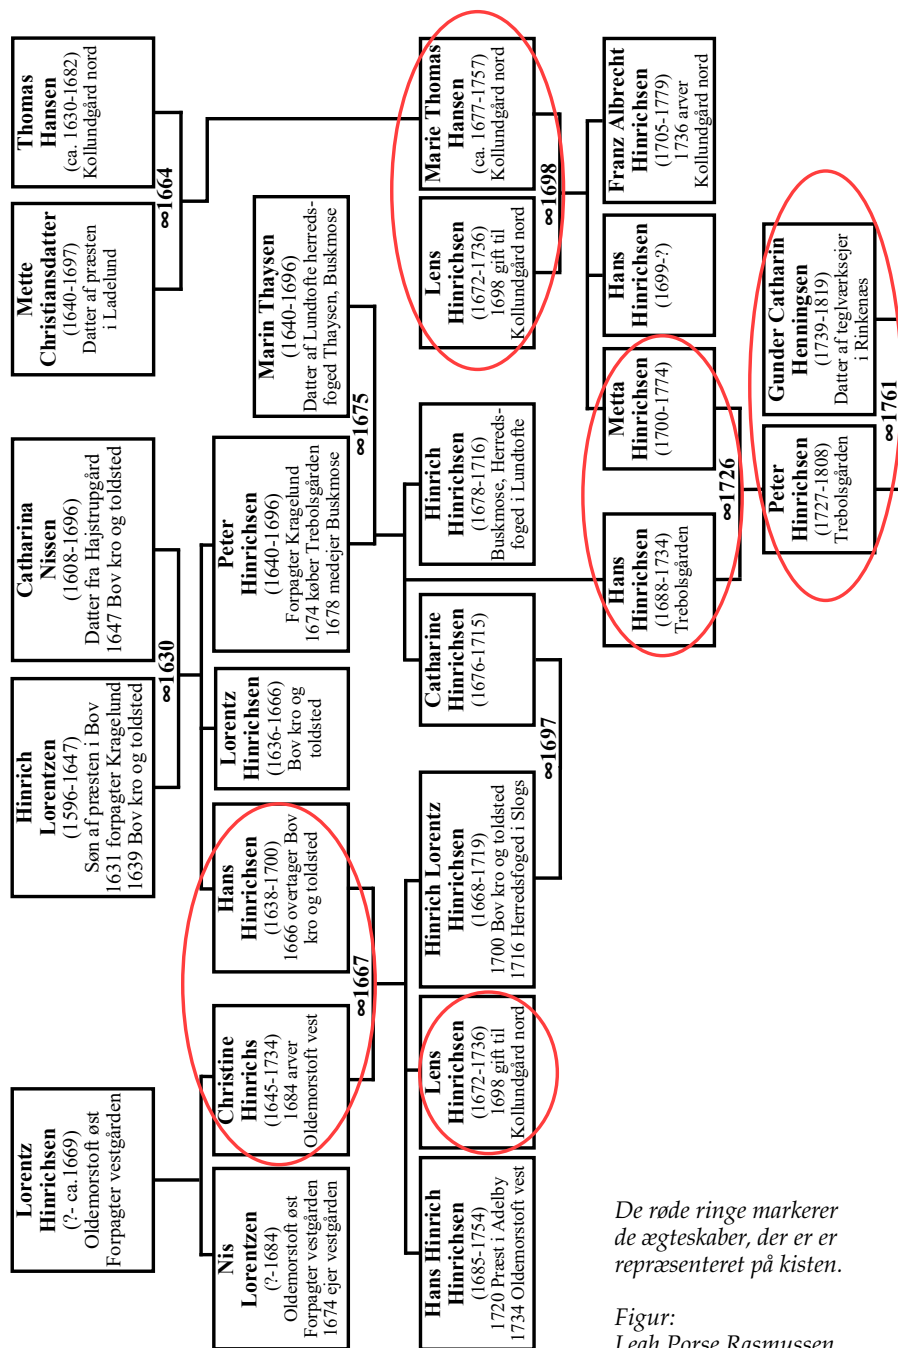 Lorentz
Hinrichsen
(?- ca.1669)
Oldemorstoft øst
Forpagter vestgården
Hinrich
Lorentzen
(1596-1647)
Søn af præsten i Bov
1631 forpagter Kragelund
1639 Bov kro og toldsted
Catharina
Nissen
(1608-1696)
Datter fra Hajstrupgård
1647 Bov kro og toldsted
∞1630
Mette
Christiansdatter
(1640-1697)
Datter af præsten
i Ladelund
Thomas
Hansen
(ca. 1630-1682)
Kollundgård nord
∞1664
Nis
Lorentzen
(?-1684)
Oldemorstoft øst
Forpagter vestgården
1674 ejer vestgården
Christine
Hinrichs
(1645-1734)
1684 arver
Oldemorstoft vest
Hans
Hinrichsen
(1638-1700)
1666 overtager Bov
kro og toldsted
∞1667
Lorentz
Hinrichsen
(1636-1666)
Bov kro og
toldsted
Peter
Hinrichsen
(1640-1696)
Forpagter Kragelund
1674 køber Trebolsgården
1678 medejer Buskmose
Marin Thaysen
(1640-1696)
Datter af Lundtofte herreds-
foged Thaysen, Buskmose
∞1675
Hans Hinrich
Hinrichsen
(1685-1754)
1720 Præst i Adelby
1734 Oldemorstoft vest
Lens
Hinrichsen
(1672-1736)
1698 gift til
Kollundgård nord
Hinrich Lorentz
Hinrichsen
(1668-1719)
1700 Bov kro og toldsted
1716 Herredsfoged i Slogs
Catharine
Hinrichsen
(1676-1715)
∞1697
Hinrich
Hinrichsen
(1678-1716)
Buskmose, Herreds-
foged i Lundtofte
Lens
Hinrichsen
(1672-1736)
1698 gift til
Kollundgård nord
Marie Thomas
Hansen
(ca. 1677-1757)
Kollundgård nord
∞1698
Hans
Hinrichsen
(1688-1734)
Trebolsgården
Metta
Hinrichsen
(1700-1774)
∞1726
Hans
Hinrichsen
(1699-?)
Franz Albrecht
Hinrichsen
(1705-1779)
1736 arver
Kollundgård nord
Peter
Hinrichsen
(1727-1808)
Trebolsgården
Gunder Catharin
Henningsen
(1739-1819)
Datter af teglværksejer
i Rinkenæs
∞1761
De røde ringe markerer
de ægteskaber, der er er
repræsenteret på kisten.
Figur:
Leah Porse Rasmussen